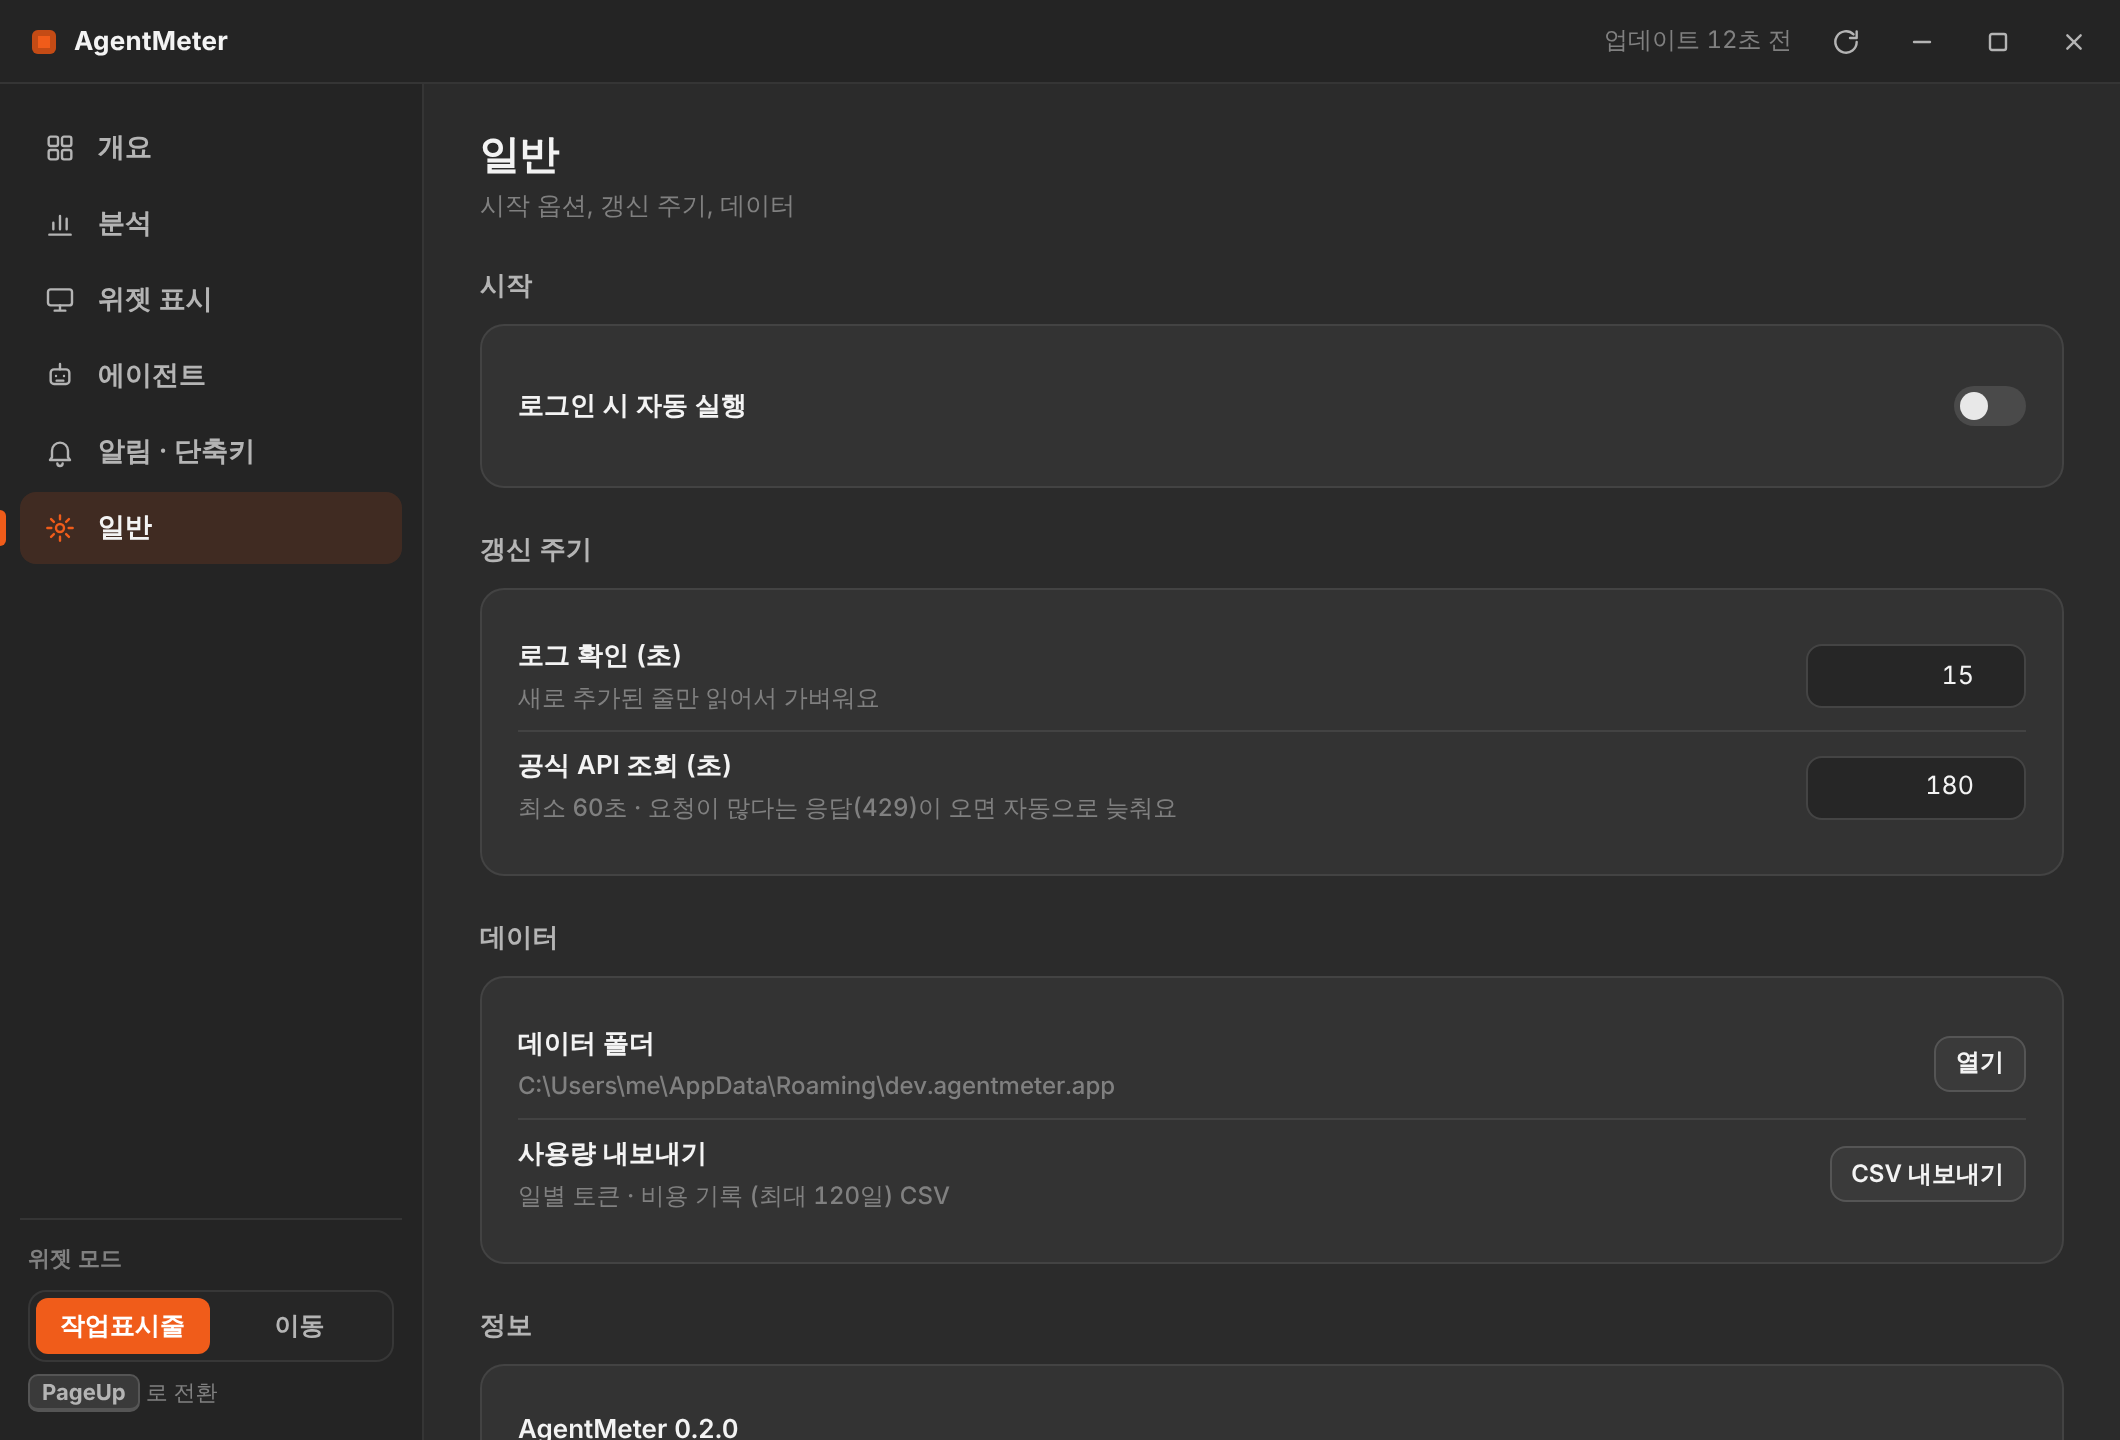 AgentMeter
업데이트 12초 전
개요
분석
위젯 표시
에이전트
알림 · 단축키
일반
위젯 모드
작업표시줄
이동
PageUp 로 전환
일반
시작 옵션, 갱신 주기, 데이터
시작
로그인 시 자동 실행
갱신 주기
로그 확인 (초)
새로 추가된 줄만 읽어서 가벼워요
15
공식 API 조회 (초)
최소 60초 · 요청이 많다는 응답(429)이 오면 자동으로 늦춰요
180
데이터
데이터 폴더
C:\Users\me\AppData\Roaming\dev.agentmeter.app
열기
사용량 내보내기
일별 토큰 · 비용 기록 (최대 120일) CSV
CSV 내보내기
정보
AgentMeter 0.2.0